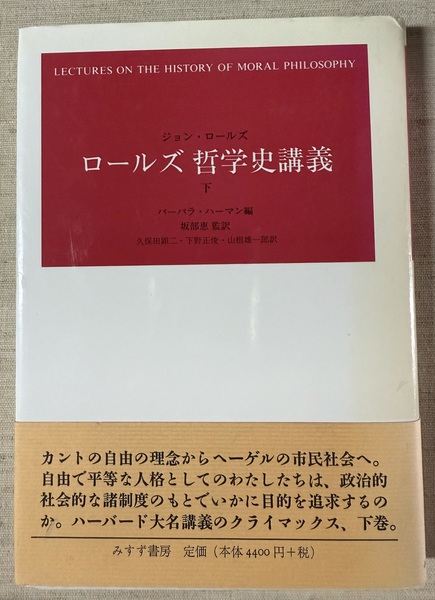 LECTURES ON THE HISTORY OF MORAL PHILOSOPHY
ジョン・ロールズ
ロールズ 哲学史講義
下
バーバラ・ハーマン編
坂部恵 監訳
久保田顕二・下野正俊・山根雄一郎訳
カントの自由の理念からヘーゲルの市民社会へ。
自由で平等な人格としてのわたしたちは、政治的
社会的な諸制度のもとでいかに目的を追求するの
か。ハーバード大名講義のクライマックス、下巻。
みすず書房 定価（本体4400円+税）